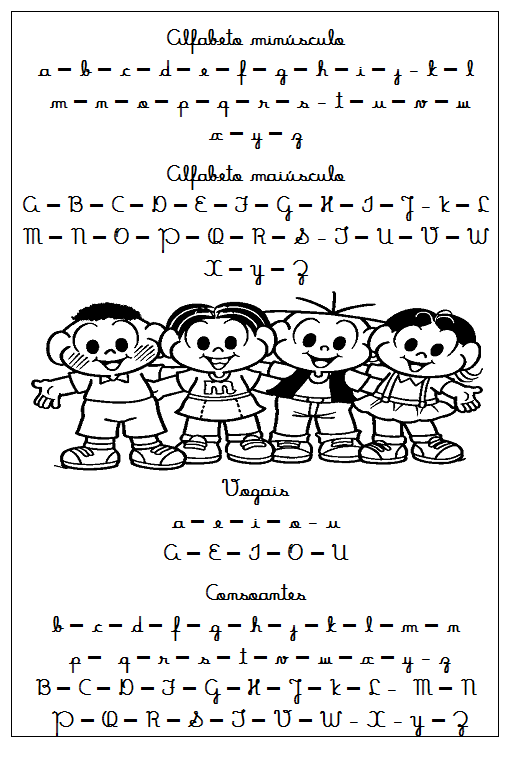 Alfabeto minúsculo
a – b – c – d – e – f – g – h – i – j – k – l
m – n – o – p – q – r – s – t – u – v – w
x – y – z
Alfabeto maiúsculo
A – B – C – D – E – F – G – H – I – J – K – L
M – N – O – P – Q – R – S – T – U – V – W
X – y – Z
m
Vogais
a – e – i – o – u
A – E – I – O – U
Consoantes
b – c – d – f – g – h – j – k – l – m – n
p – q – r – s – t – v – w – x – y – z
B – C – D – F – G – H – J – K – L – M – N
P – Q – R – S – T – V – W – X – y – Z